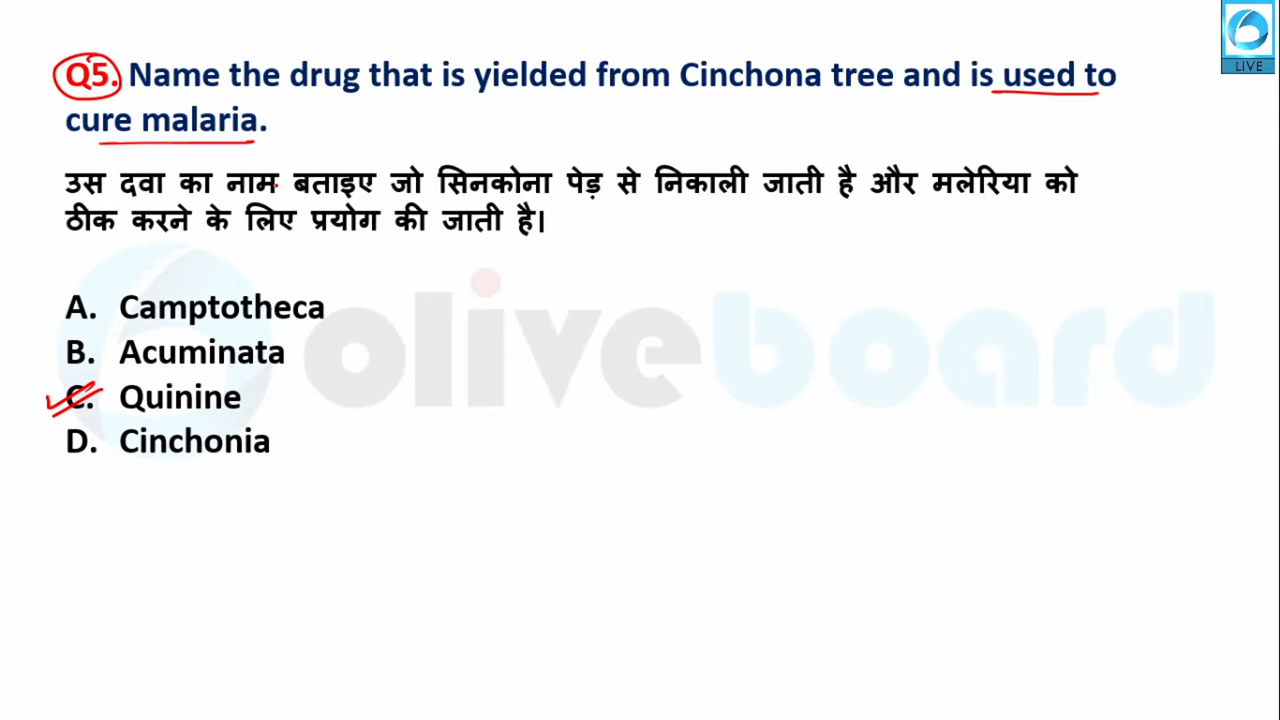 LIVE
Q5. Name the drug that is yielded from Cinchona tree and is used to
cure malaria.
उस दवा का नाम बताइए जो सिनकोना पेड़ से निकाली जाती है और मलेरिया को
ठीक करने के लिए प्रयोग की जाती है।
oliveboard
A. Camptotheca
B. Acuminata
C. Quinine
D. Cinchonia